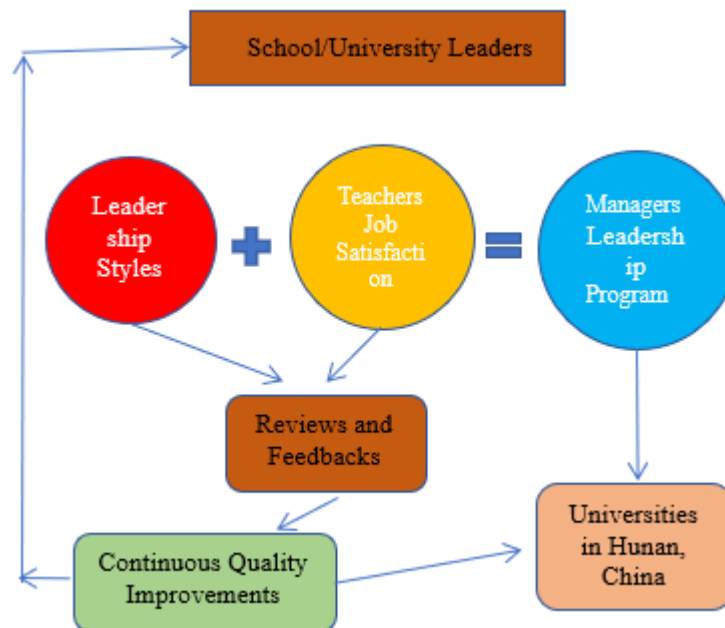 School/University Leaders
Leader
ship
Styles
Teachers
Job
Satisfacti
on
Managers
Leadersh
ip
Program
Reviews and
Feedbacks
Universities
in Hunan,
China
Continuous Quality
Improvements